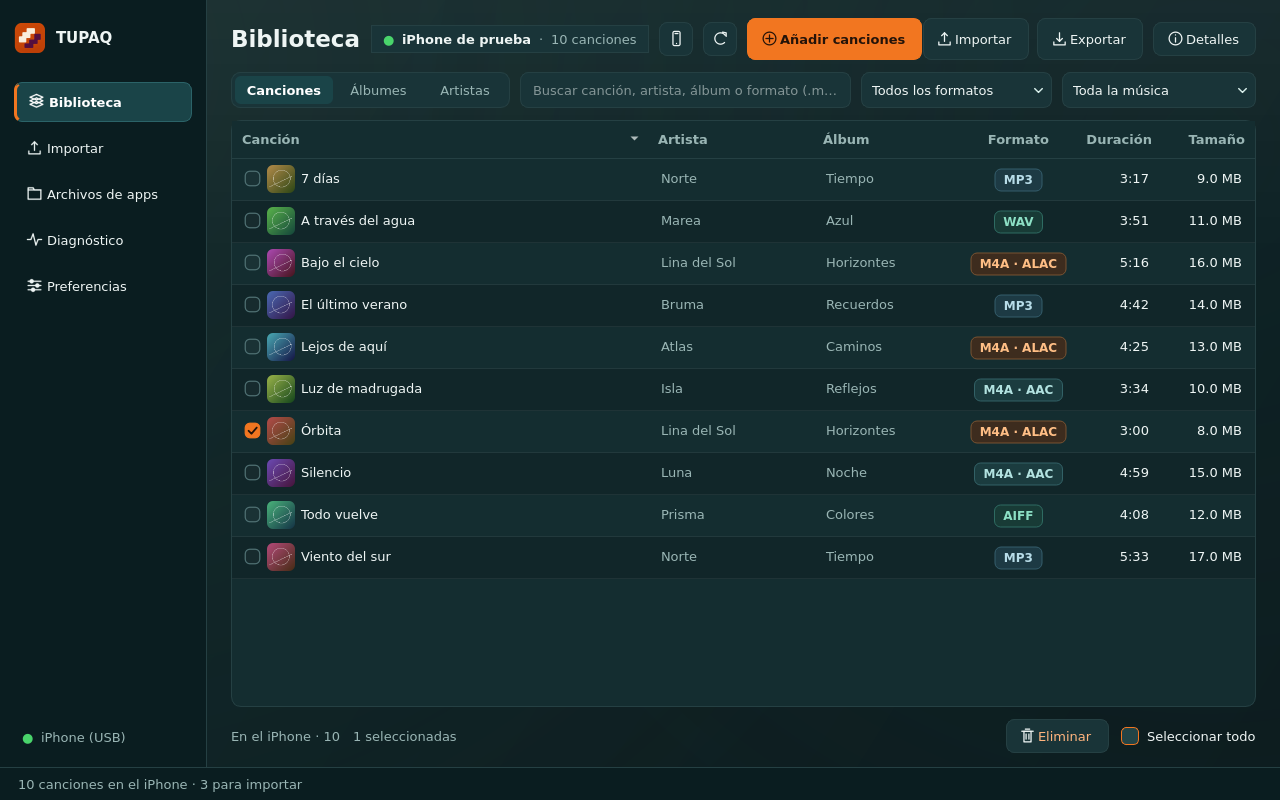 TUPAQ
Biblioteca
Importar
Archivos de apps
Diagnóstico
Preferencias
iPhone (USB)
Biblioteca
iPhone de prueba · 10 canciones
Añadir canciones
Importar
Exportar
Detalles
Canciones
Álbumes
Artistas
Buscar canción, artista, álbum o formato (.m…
Todos los formatos
Toda la música
Canción Artista Álbum Formato Duración Tamaño
7 días Norte Tiempo MP3 3:17 9.0 MB
A través del agua Marea Azul WAV 3:51 11.0 MB
Bajo el cielo Lina del Sol Horizontes M4A · ALAC 5:16 16.0 MB
El último verano Bruma Recuerdos MP3 4:42 14.0 MB
Lejos de aquí Atlas Caminos M4A · ALAC 4:25 13.0 MB
Luz de madrugada Isla Reflejos M4A · AAC 3:34 10.0 MB
Órbita Lina del Sol Horizontes M4A · ALAC 3:00 8.0 MB
Silencio Luna Noche M4A · AAC 4:59 15.0 MB
Todo vuelve Prisma Colores AIFF 4:08 12.0 MB
Viento del sur Norte Tiempo MP3 5:33 17.0 MB
En el iPhone · 10 1 seleccionadas
Eliminar
Seleccionar todo
10 canciones en el iPhone · 3 para importar